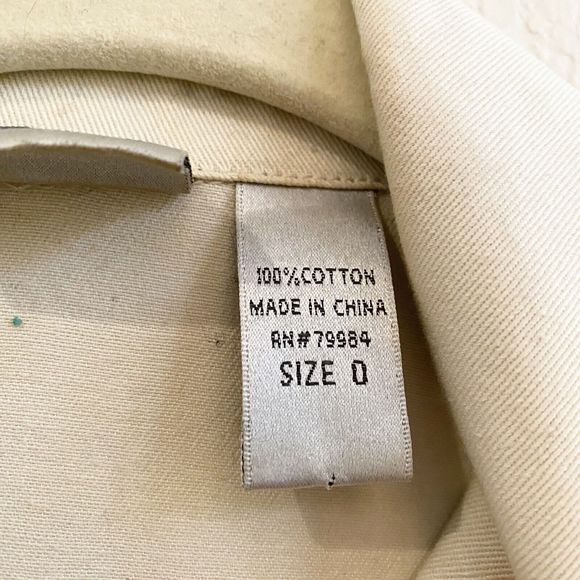 100%COTTON
MADE IN CHINA
RN#79984
SIZE 0